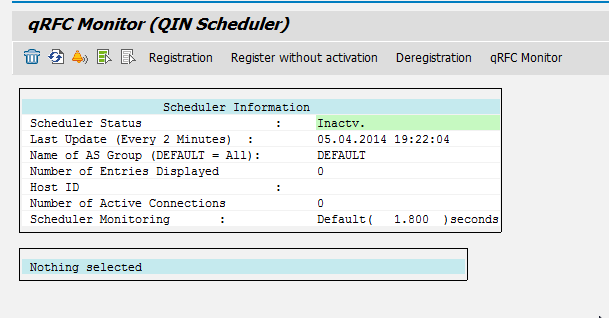 qRFC Monitor (QIN Scheduler)
Registration Register without activation Deregistration qRFC Monitor
Scheduler Information
Scheduler Status : Inactv.
Last Update (Every 2 Minutes) : 05.04.2014 19:22:04
Name of AS Group (DEFAULT = All): DEFAULT
Number of Entries Displayed 0
Host ID :
Number of Active Connections 0
Scheduler Monitoring : Default( 1.800 )seconds
Nothing selected